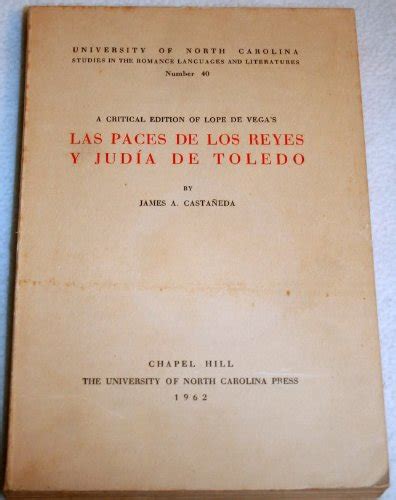 UNIVERSITY OF NORTH CAROLINA
STUDIES IN THE ROMANCE LANGUAGES AND LITERATURES
Number 40
A CRITICAL EDITION OF LOPE DE VEGA'S
LAS PACES DE LOS REYES
Y JUDÍA DE TOLEDO
BY
JAMES A. CASTAÑEDA
CHAPEL HILL
THE UNIVERSITY OF NORTH CAROLINA PRESS
1962